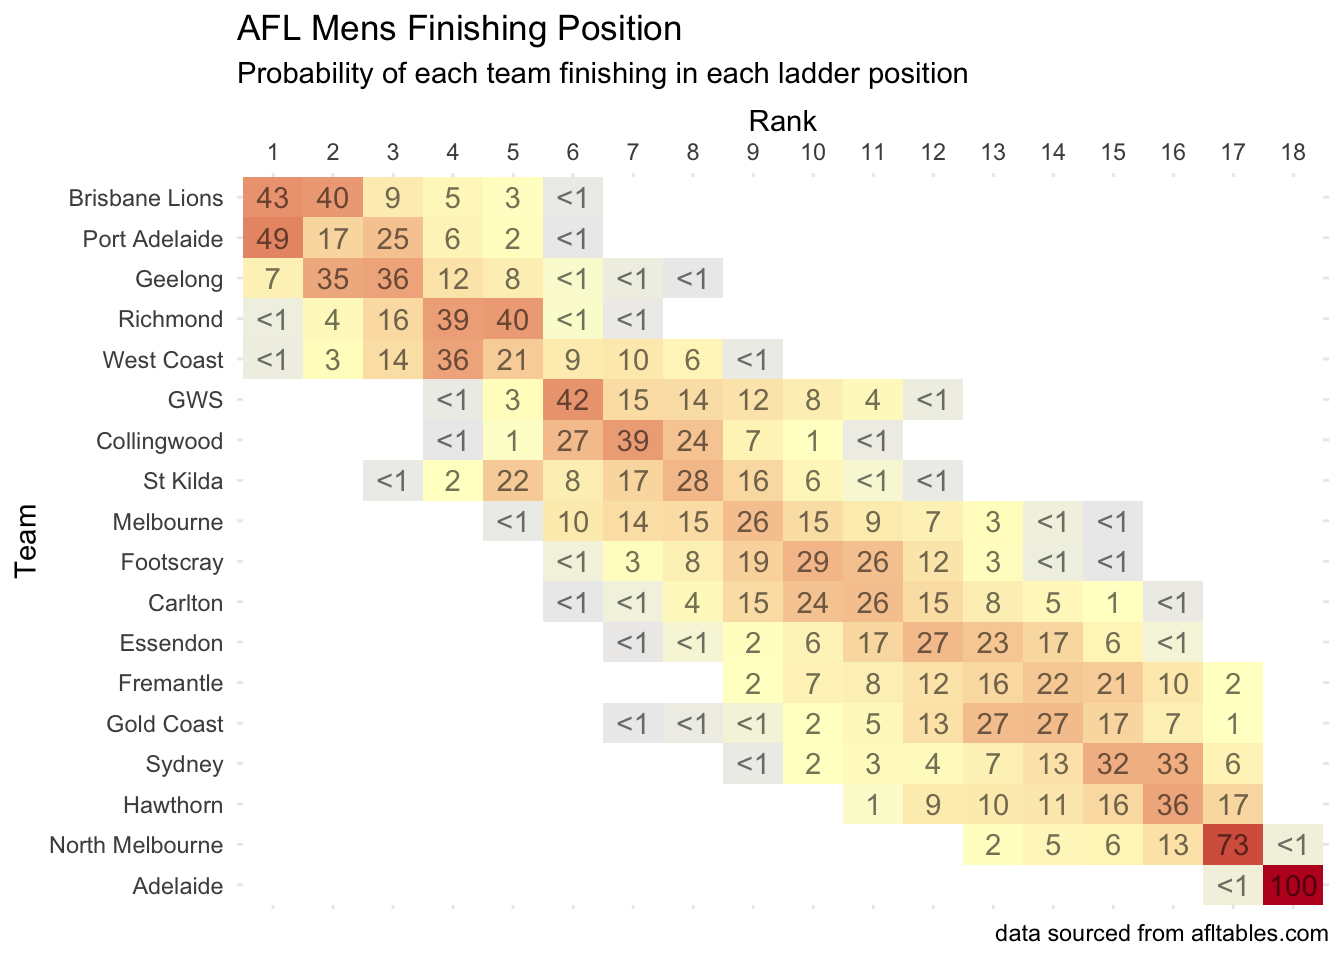 AFL Mens Finishing Position
Probability of each team finishing in each ladder position
Rank
1 2 3 4 5 6 7 8 9 10 11 12 13 14 15 16 17 18
Team
Brisbane Lions 43 40 9 5 3 <1
Port Adelaide 49 17 25 6 2 <1
Geelong 7 35 36 12 8 <1 <1 <1
Richmond <1 4 16 39 40 <1 <1
West Coast <1 3 14 36 21 9 10 6 <1
GWS <1 3 42 15 14 12 8 4 <1
Collingwood <1 1 27 39 24 7 1 <1
St Kilda <1 2 22 8 17 28 16 6 <1 <1
Melbourne <1 10 14 15 26 15 9 7 3 <1 <1
Footscray <1 3 8 19 29 26 12 3 <1 <1
Carlton <1 <1 4 15 24 26 15 8 5 1 <1
Essendon <1 <1 2 6 17 27 23 17 6 <1
Fremantle 2 7 8 12 16 22 21 10 2
Gold Coast <1 <1 <1 2 5 13 27 27 17 7 1
Sydney <1 2 3 4 7 13 32 33 6
Hawthorn 1 9 10 11 16 36 17
North Melbourne 2 5 6 13 73 <1
Adelaide <1 100
data sourced from afltables.com